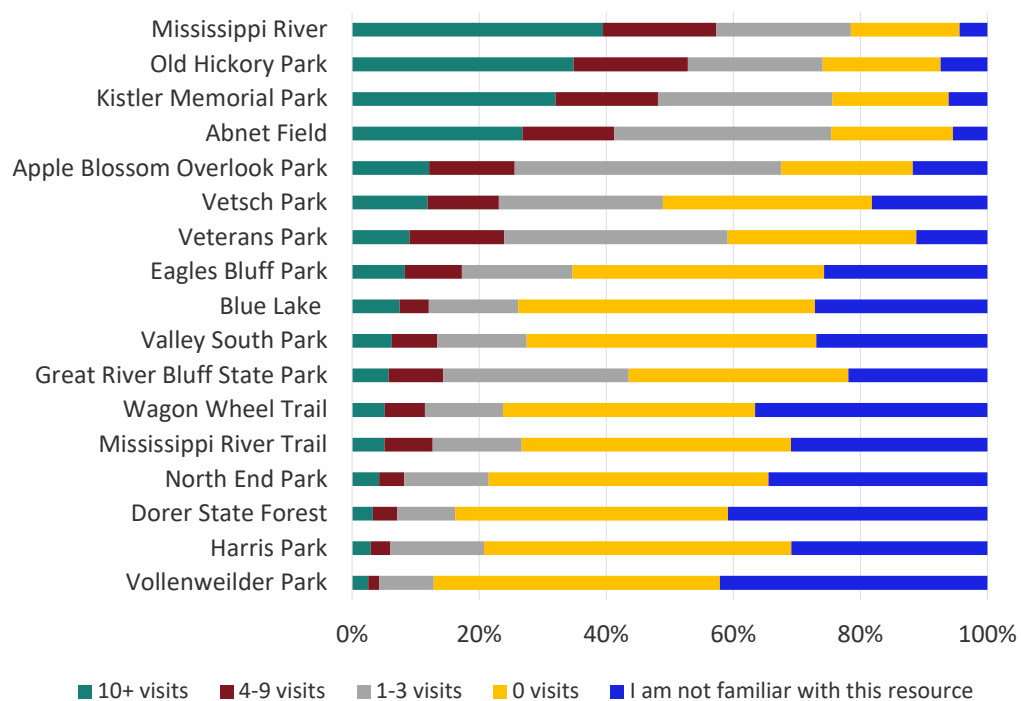 Mississippi River
Old Hickory Park
Kistler Memorial Park
Abnet Field
Apple Blossom Overlook Park
Vetsch Park
Veterans Park
Eagles Bluff Park
Blue Lake
Valley South Park
Great River Bluff State Park
Wagon Wheel Trail
Mississippi River Trail
North End Park
Dorer State Forest
Harris Park
Vollenweilder Park
0% 20% 40% 60% 80% 100%
10+ visits 4-9 visits 1-3 visits 0 visits I am not familiar with this resource